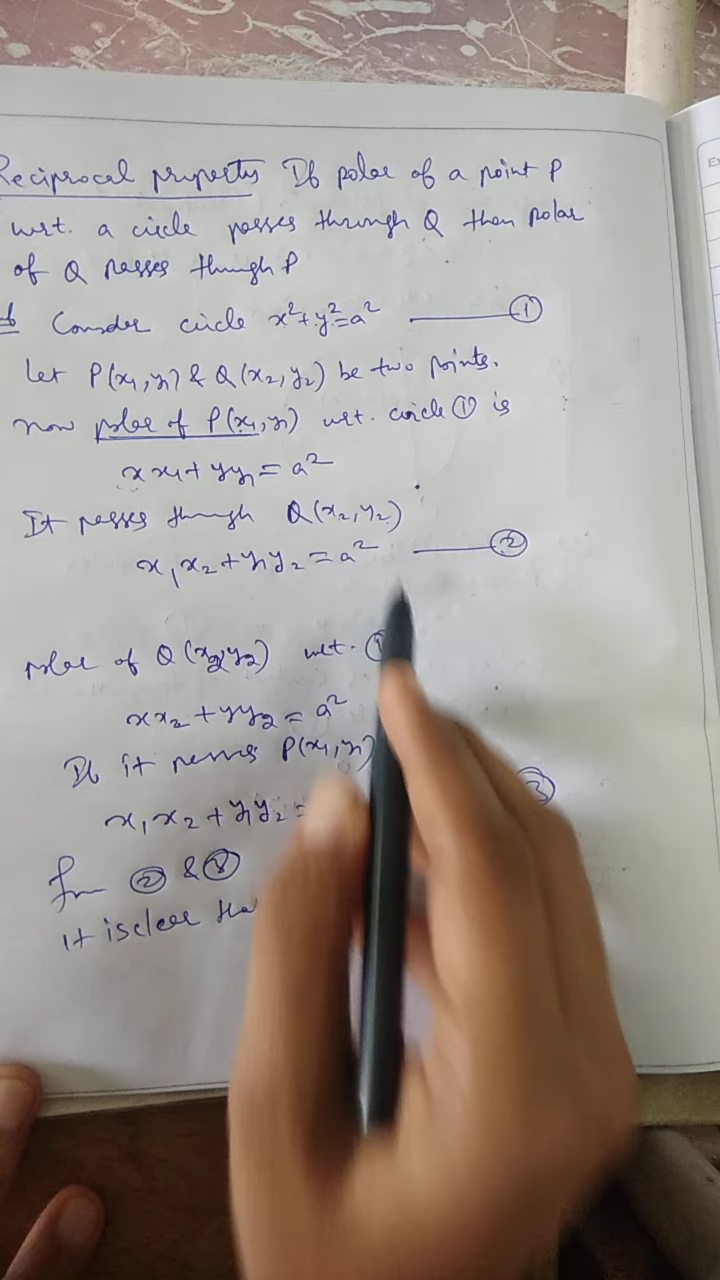 Reciprocal property If polar of a point P
wrt. a circle passes through Q then polar
of Q passes through P
Consider circle x²+y²=a² ——— ①
Let P(x₁,y₁) & Q(x₂,y₂) be two points.
now polar of P(x₁,y₁) wrt. circle ① is
xx₁+yy₁=a²
It passes through Q(x₂,y₂)
x₁x₂+y₁y₂=a² ——— ②
polar of Q(x₂,y₂) wrt. ①
xx₂+yy₂=a²
If it passes P(x₁,y₁)
x₁x₂+y₁y₂= ③
from ② & ③
it is clear